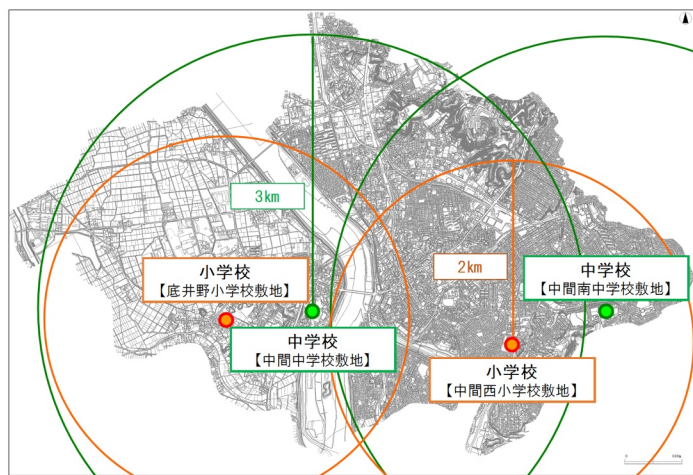 3km
2km
小学校
【底井野小学校敷地】
中学校
【中間中学校敷地】
中学校
【中間南中学校敷地】
小学校
【中間西小学校敷地】